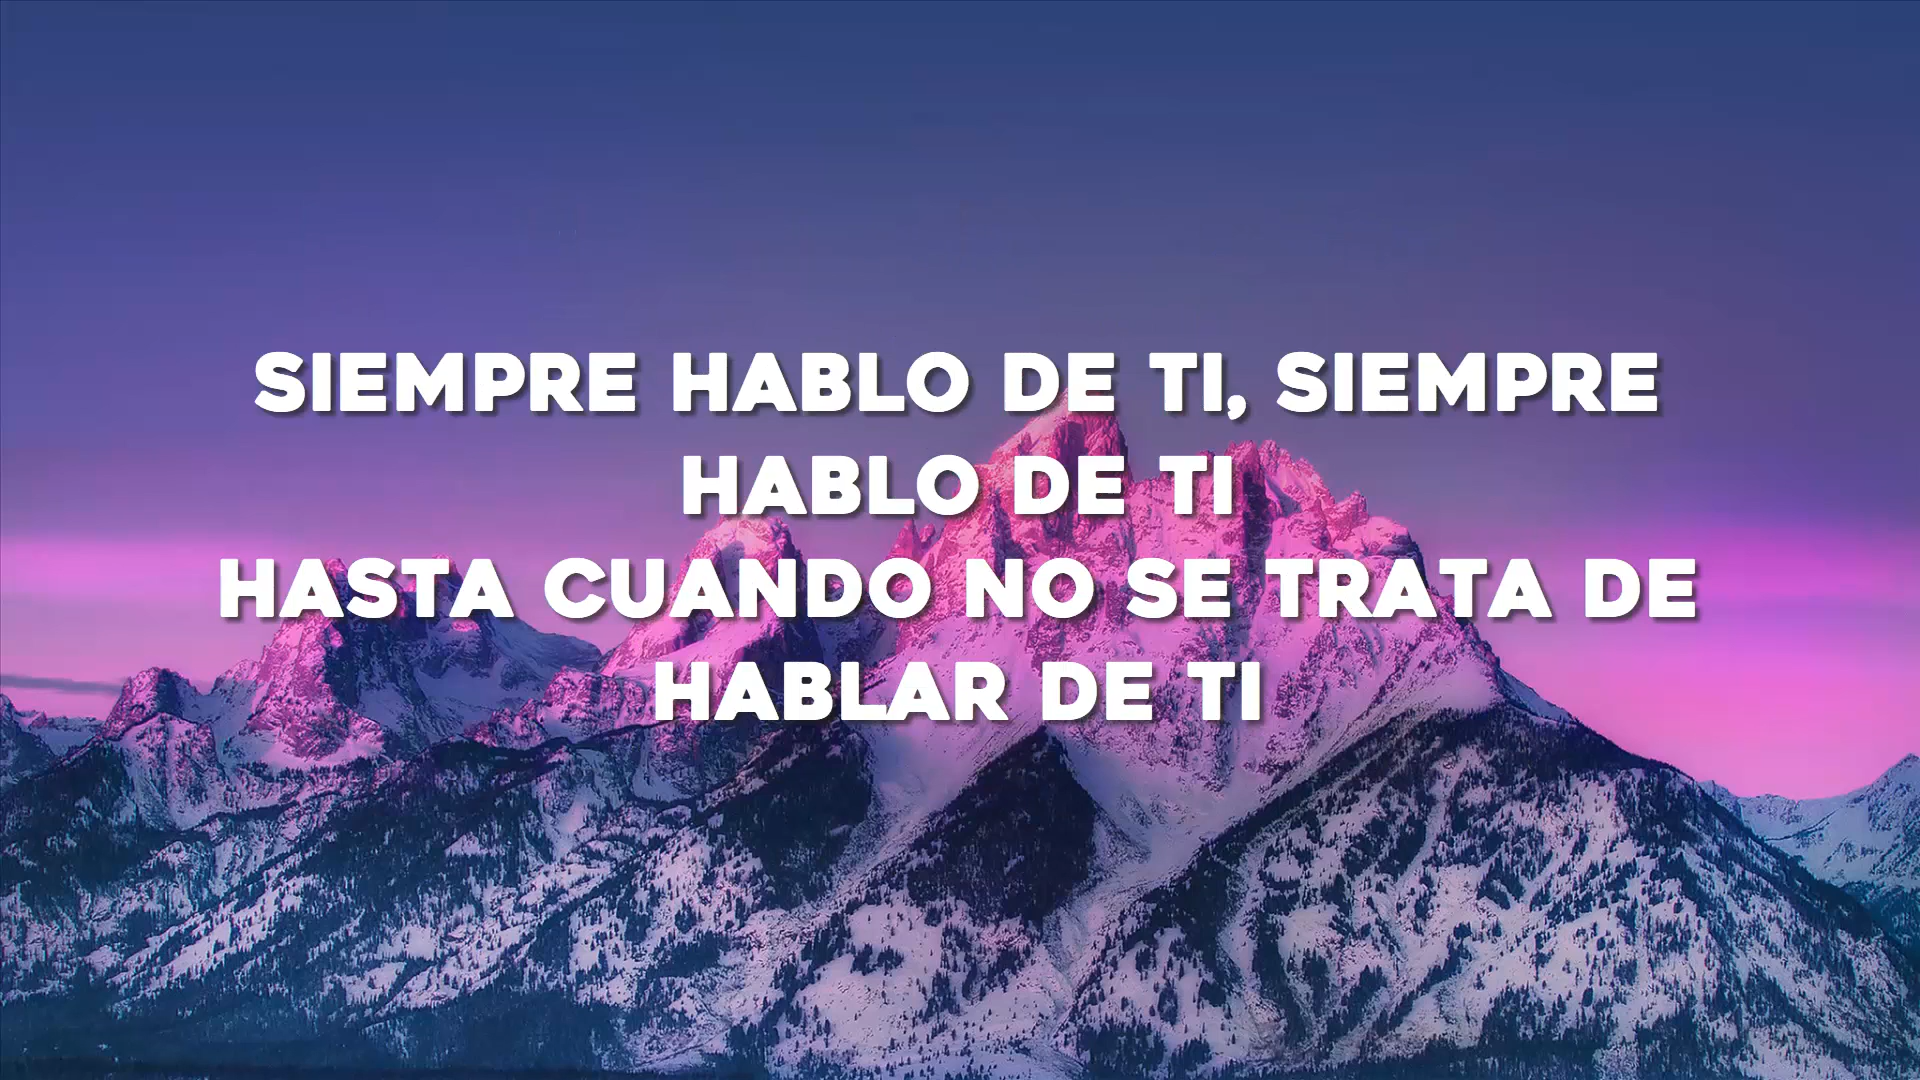 SIEMPRE HABLO DE TI, SIEMPRE
HABLO DE TI
HASTA CUANDO NO SE TRATA DE
HABLAR DE TI